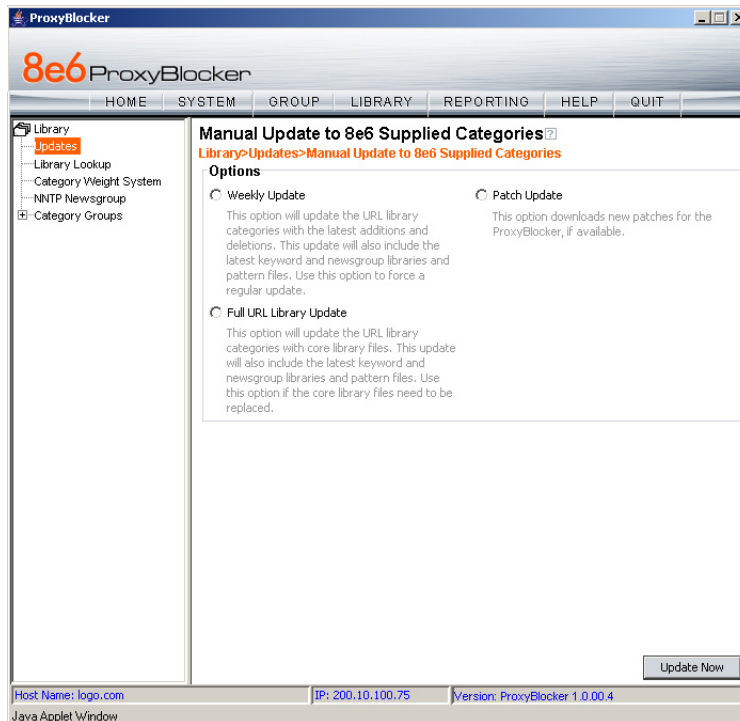 ProxyBlocker
8e6 ProxyBlocker
HOME SYSTEM GROUP LIBRARY REPORTING HELP QUIT
Library
Updates
Library Lookup
Category Weight System
NNTP Newsgroup
Category Groups
Manual Update to 8e6 Supplied Categories
Library>Updates>Manual Update to 8e6 Supplied Categories
Options
Weekly Update
This option will update the URL library
categories with the latest additions and
deletions. This update will also include the
latest keyword and newsgroup libraries and
pattern files. Use this option to force a
regular update.
Full URL Library Update
This option will update the URL library
categories with core library files. This update
will also include the latest keyword and
newsgroup libraries and pattern files. Use
this option if the core library files need to be
replaced.
Patch Update
This option downloads new patches for the
ProxyBlocker, if available.
Update Now
Host Name: logo.com
IP: 200.10.100.75
Version: ProxyBlocker 1.0.00.4
Java Applet Window